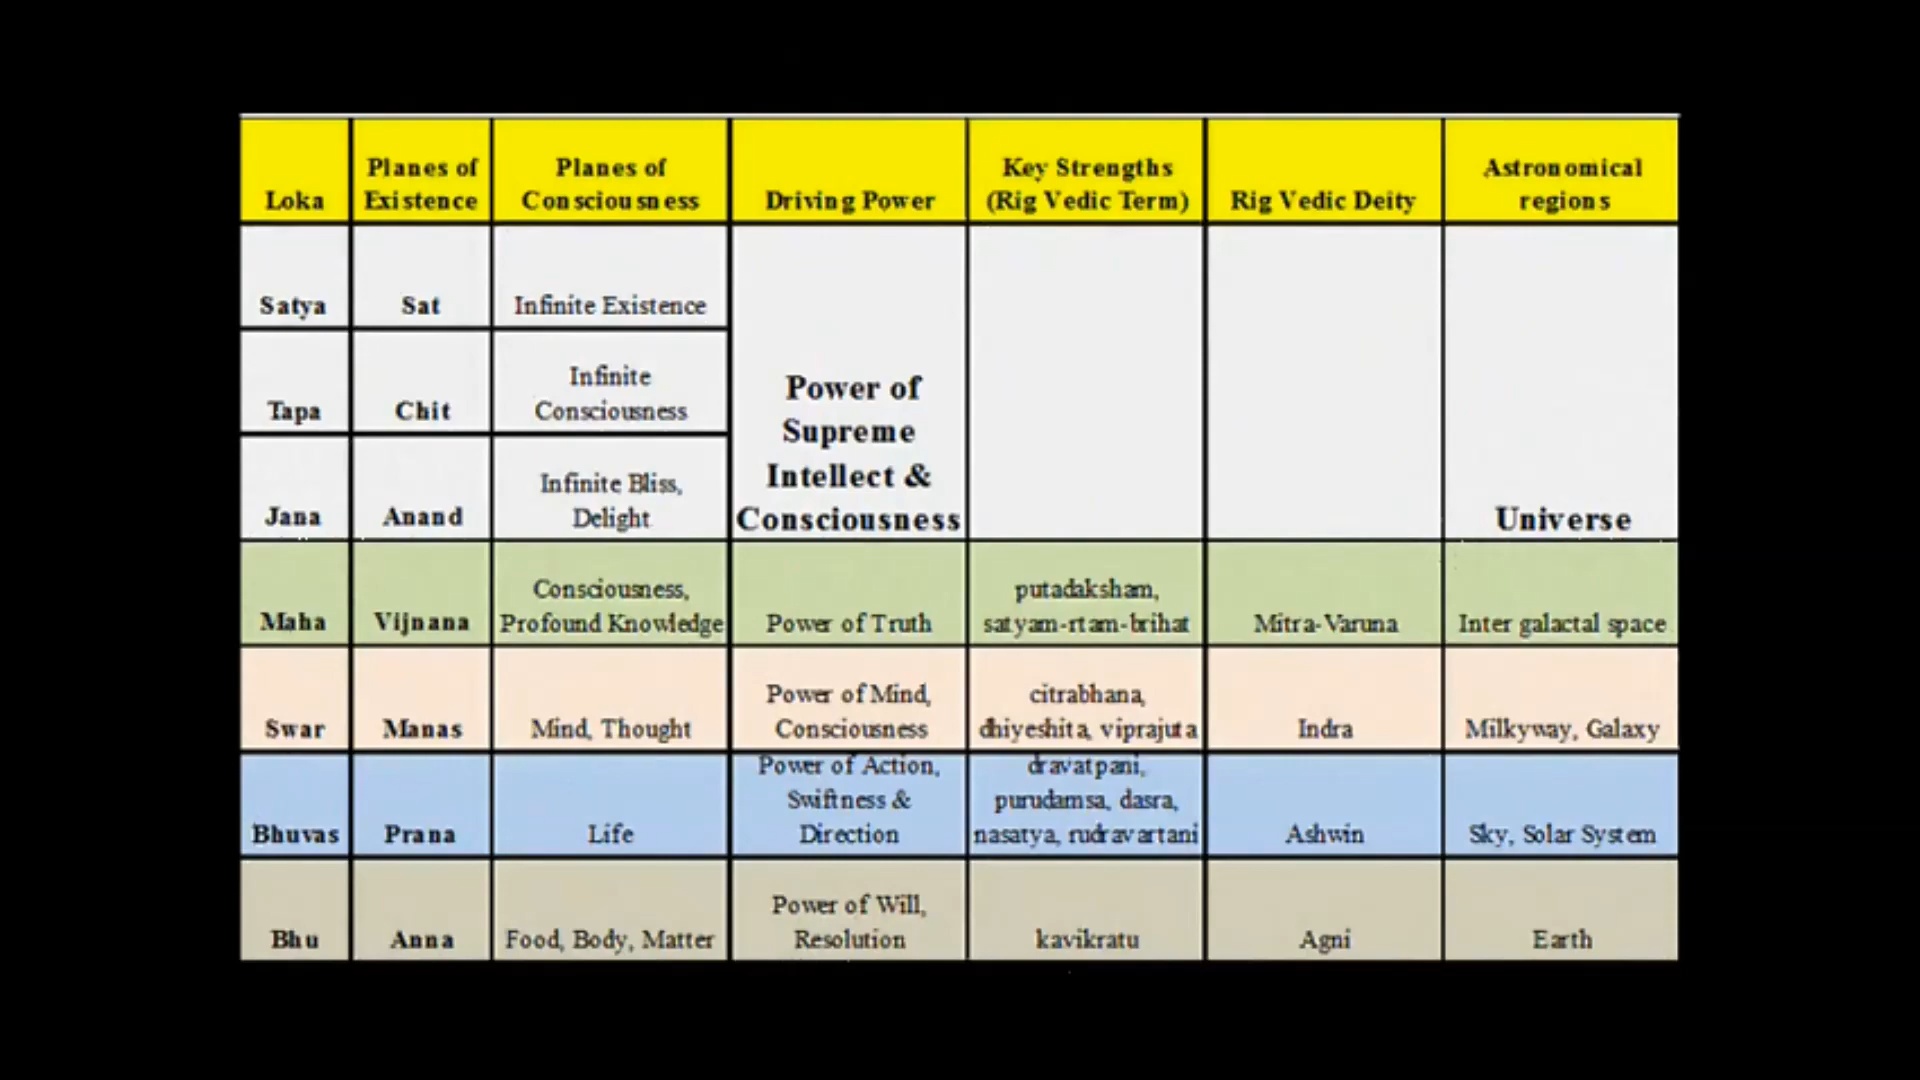 Loka
Planes of
Existence
Planes of
Consciousness
Driving Power
Key Strengths
(Rig Vedic Term)
Rig Vedic Deity
Astronomical
regions
Satya
Sat
Infinite Existence
Tapa
Chit
Infinite
Consciousness
Jana
Anand
Infinite Bliss,
Delight
Power of
Supreme
Intellect &
Consciousness
Universe
Maha
Vijnana
Consciousness,
Profound Knowledge
Power of Truth
putadaksham,
satyam-rtam-brihat
Mitra-Varuna
Inter galactal space
Swar
Manas
Mind, Thought
Power of Mind,
Consciousness
citrabhana,
dhiyeshita, viprajuta
Indra
Milkyway, Galaxy
Bhuvas
Prana
Life
Power of Action,
Swiftness &
Direction
dravatpani,
purudamsa, dasra,
nasatya, rudravartani
Ashwin
Sky, Solar System
Bhu
Anna
Food, Body, Matter
Power of Will,
Resolution
kavikratu
Agni
Earth